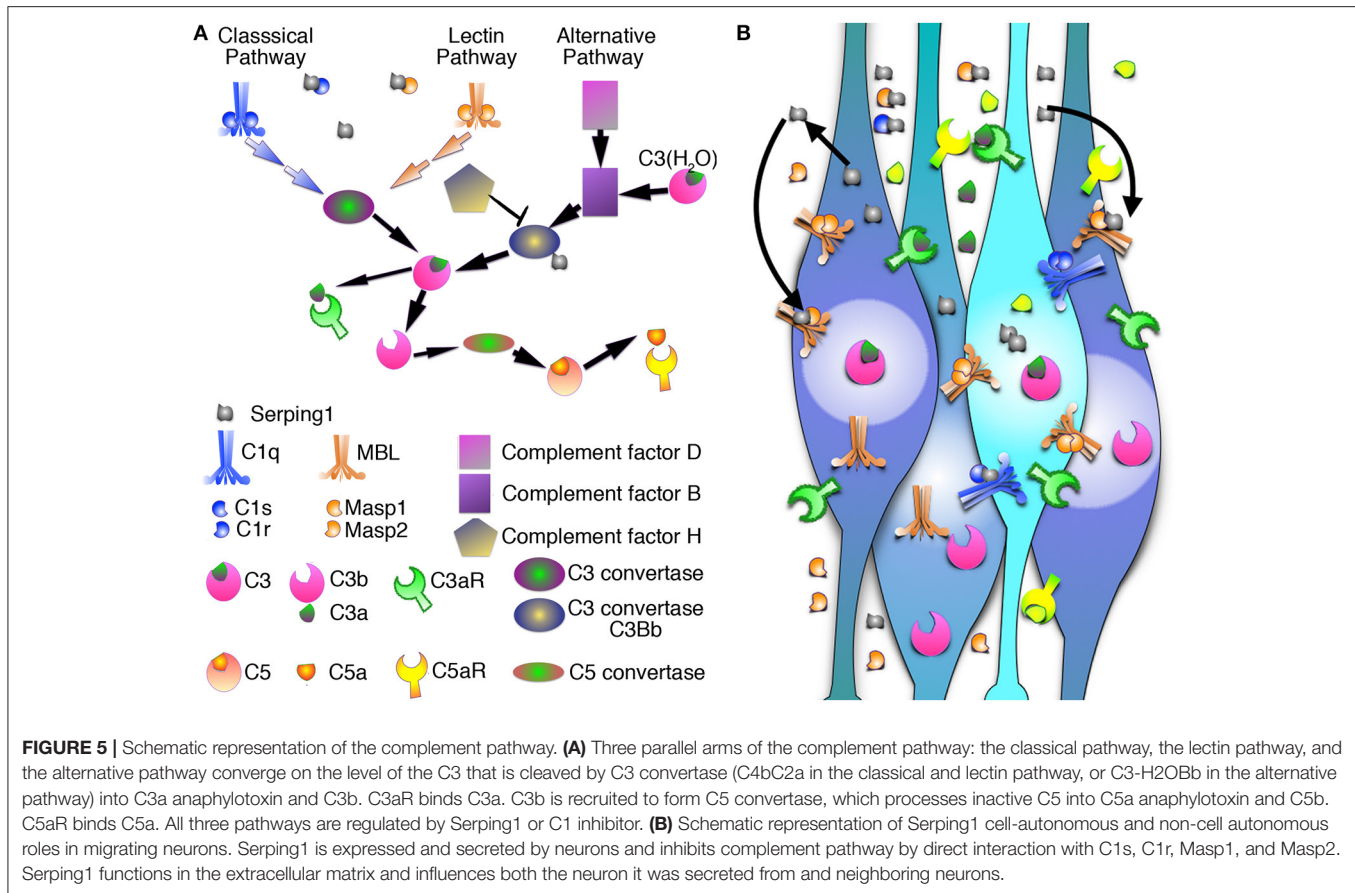 A
Classsical
Pathway
Lectin
Pathway
Alternative
Pathway
C3(H2O)
Serping1
C1q
MBL
C1s
C1r
Masp1
Masp2
C3
C3b
C3a
C3aR
C5
C5a
C5aR
Complement factor D
Complement factor B
Complement factor H
C3 convertase
C3 convertase
C3Bb
C5 convertase
B
FIGURE 5 | Schematic representation of the complement pathway. (A) Three parallel arms of the complement pathway: the classical pathway, the lectin pathway, and
the alternative pathway converge on the level of the C3 that is cleaved by C3 convertase (C4bC2a in the classical and lectin pathway, or C3-H2OBb in the alternative
pathway) into C3a anaphylotoxin and C3b. C3aR binds C3a. C3b is recruited to form C5 convertase, which processes inactive C5 into C5a anaphylotoxin and C5b.
C5aR binds C5a. All three pathways are regulated by Serping1 or C1 inhibitor. (B) Schematic representation of Serping1 cell-autonomous and non-cell autonomous
roles in migrating neurons. Serping1 is expressed and secreted by neurons and inhibits complement pathway by direct interaction with C1s, C1r, Masp1, and Masp2.
Serping1 functions in the extracellular matrix and influences both the neuron it was secreted from and neighboring neurons.